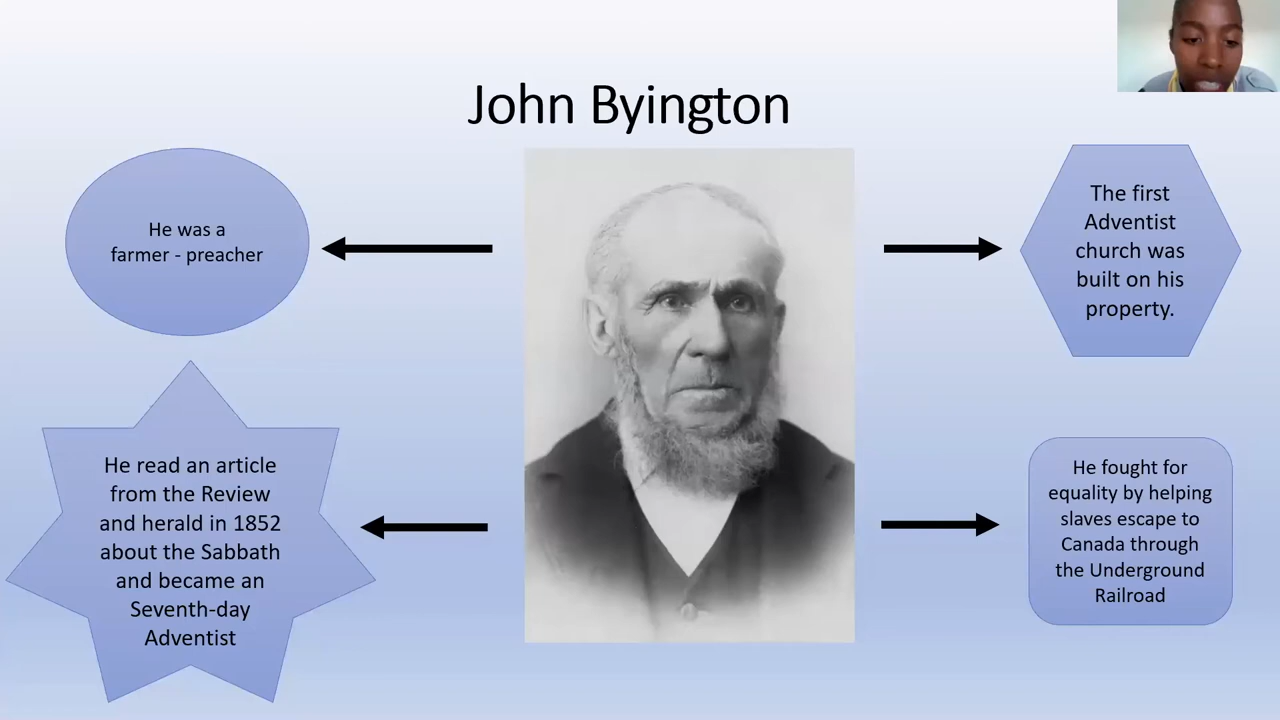 John Byington
He was a
farmer - preacher
The first
Adventist
church was
built on his
property.
He read an article
from the Review
and herald in 1852
about the Sabbath
and became an
Seventh-day
Adventist
He fought for
equality by helping
slaves escape to
Canada through
the Underground
Railroad